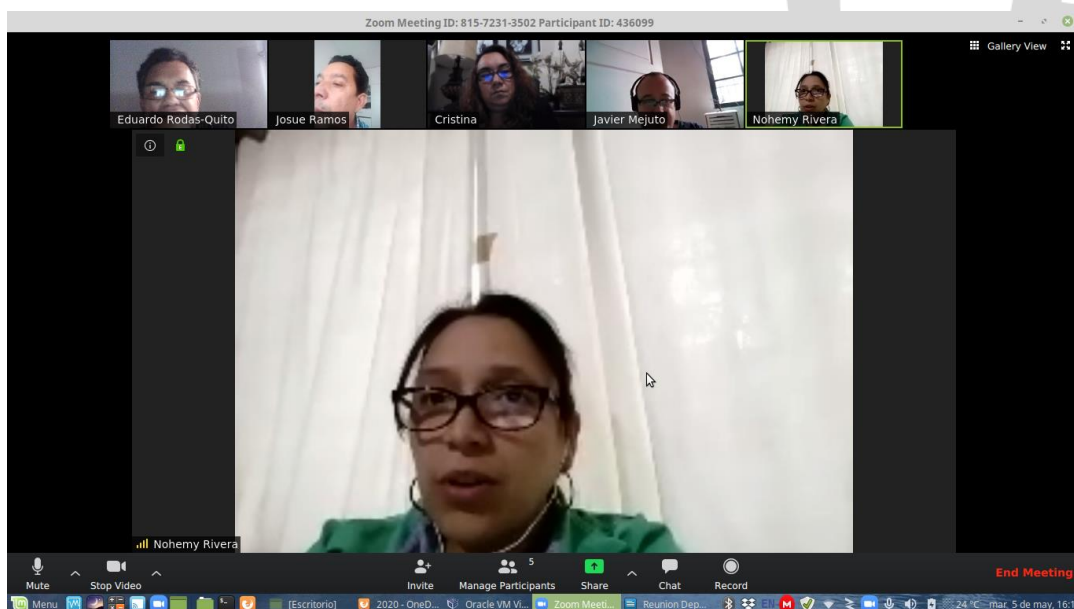 Zoom Meeting ID: 815-7231-3502 Participant ID: 436099
Gallery View
Eduardo Rodas-Quito
Josue Ramos
Cristina
Javier Mejuto
Nohemy Rivera
Nohemy Rivera
5
Mute
Stop Video
Invite
Manage Participants
Share
Chat
Record
End Meeting
Menu
[Escritorio]
2020 - OneD...
Oracle VM Vi...
Zoom Meeti...
Reunion Dep...
EN
24 °C
mar. 5 de may, 16:1